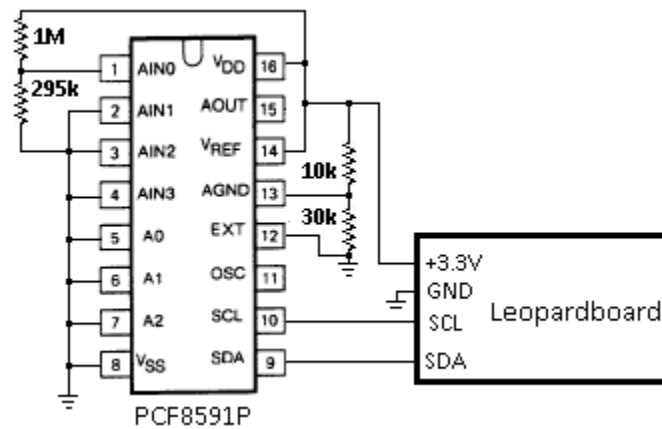 1M
295k
1 AIN0 VDD 16
2 AIN1 AOUT 15
3 AIN2 VREF 14
4 AIN3 AGND 13
5 A0 EXT 12
6 A1 OSC 11
7 A2 SCL 10
8 VSS SDA 9
PCF8591P
10k
30k
+3.3V
GND
SCL
SDA
Leopardboard